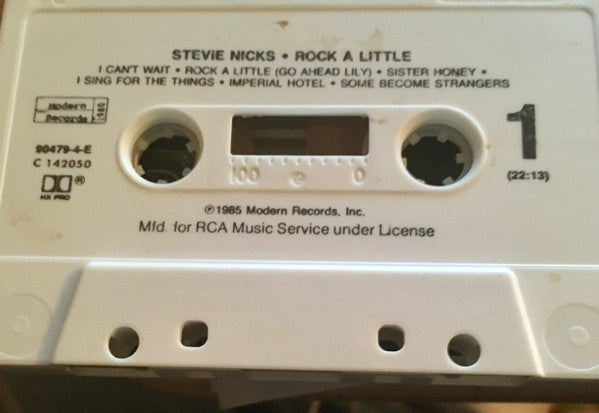 STEVIE NICKS • ROCK A LITTLE
I CAN'T WAIT • ROCK A LITTLE (GO AHEAD LILY) • SISTER HONEY •
I SING FOR THE THINGS • IMPERIAL HOTEL • SOME BECOME STRANGERS
Modern
Records
1980
90479-4-E
C 142050
®
HX PRO
1
(22:13)
100 0
℗1985 Modern Records, Inc.
Mfd. for RCA Music Service under License